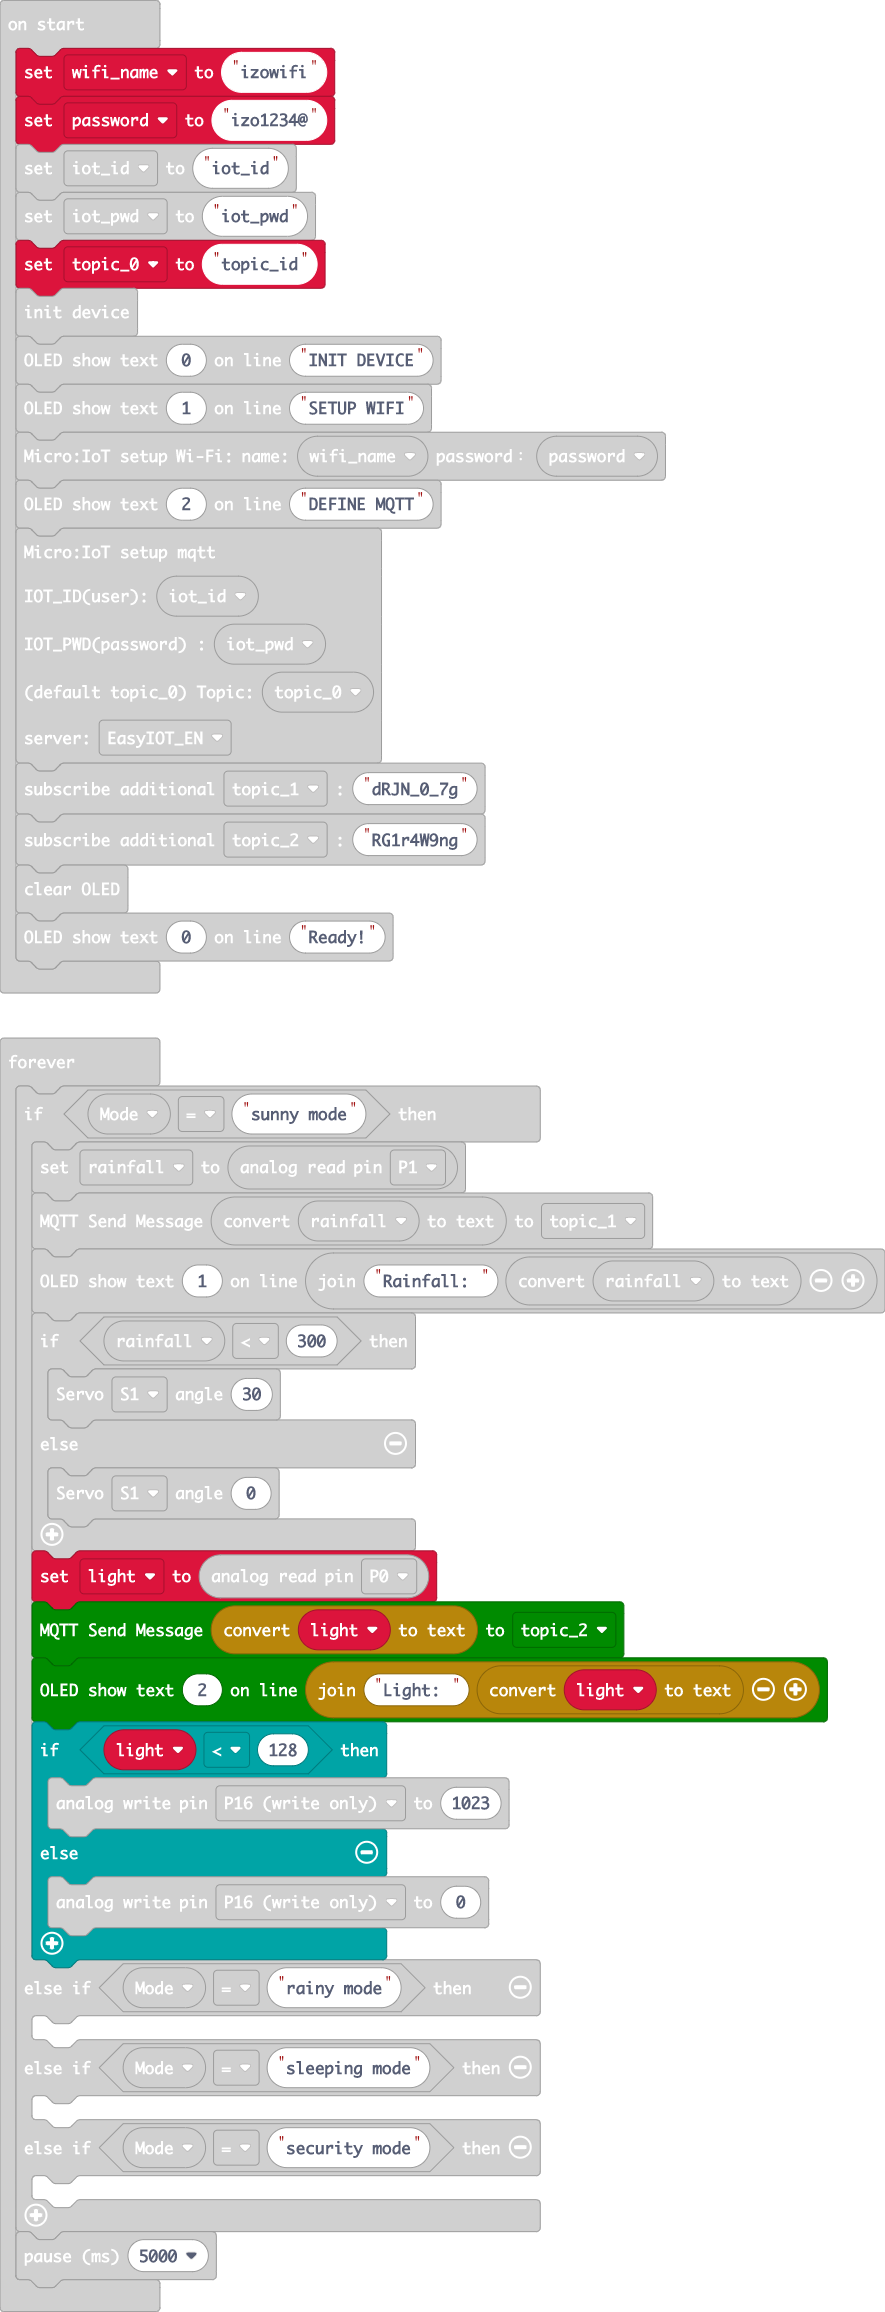 on start
set wifi_name to "izowifi"
set password to "izo1234@"
set iot_id to "iot_id"
set iot_pwd to "iot_pwd"
set topic_0 to "topic_id"
init device
OLED show text 0 on line "INIT DEVICE"
OLED show text 1 on line "SETUP WIFI"
Micro:IoT setup Wi-Fi: name: wifi_name password: password
OLED show text 2 on line "DEFINE MQTT"
Micro:IoT setup mqtt
IOT_ID(user): iot_id
IOT_PWD(password) : iot_pwd
(default topic_0) Topic: topic_0
server: EasyIOT_EN
subscribe additional topic_1 : "dRJN_0_7g"
subscribe additional topic_2 : "RG1r4W9ng"
clear OLED
OLED show text 0 on line "Ready!"
forever
if Mode = "sunny mode" then
set rainfall to analog read pin P1
MQTT Send Message convert rainfall to text to topic_1
OLED show text 1 on line join "Rainfall: " convert rainfall to text
if rainfall < 300 then
Servo S1 angle 30
else
Servo S1 angle 0
set light to analog read pin P0
MQTT Send Message convert light to text to topic_2
OLED show text 2 on line join "Light: " convert light to text
if light < 128 then
analog write pin P16 (write only) to 1023
else
analog write pin P16 (write only) to 0
else if Mode = "rainy mode" then
else if Mode = "sleeping mode" then
else if Mode = "security mode" then
pause (ms) 5000